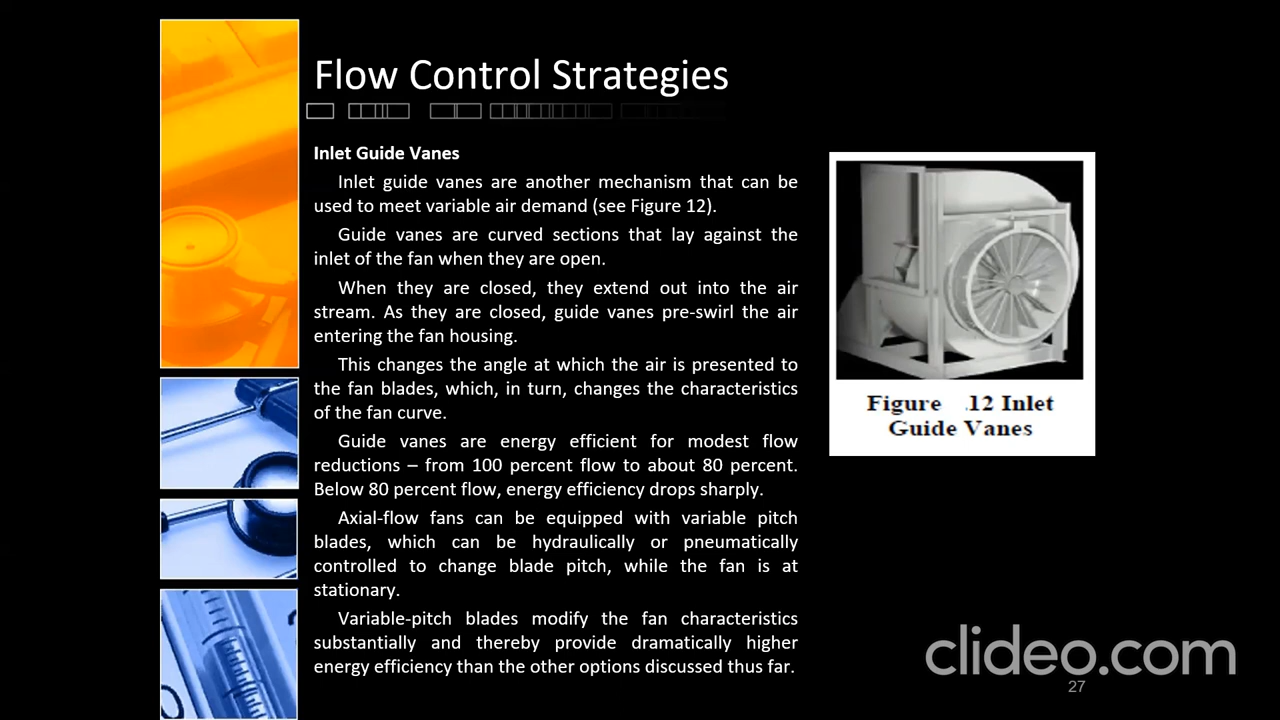 Flow Control Strategies
Inlet Guide Vanes
Inlet guide vanes are another mechanism that can be
used to meet variable air demand (see Figure 12).
Guide vanes are curved sections that lay against the
inlet of the fan when they are open.
When they are closed, they extend out into the air
stream. As they are closed, guide vanes pre-swirl the air
entering the fan housing.
This changes the angle at which the air is presented to
the fan blades, which, in turn, changes the characteristics
of the fan curve.
Guide vanes are energy efficient for modest flow
reductions – from 100 percent flow to about 80 percent.
Below 80 percent flow, energy efficiency drops sharply.
Axial-flow fans can be equipped with variable pitch
blades, which can be hydraulically or pneumatically
controlled to change blade pitch, while the fan is at
stationary.
Variable-pitch blades modify the fan characteristics
substantially and thereby provide dramatically higher
energy efficiency than the other options discussed thus far.
Figure .12 Inlet
Guide Vanes
clideo.com
27